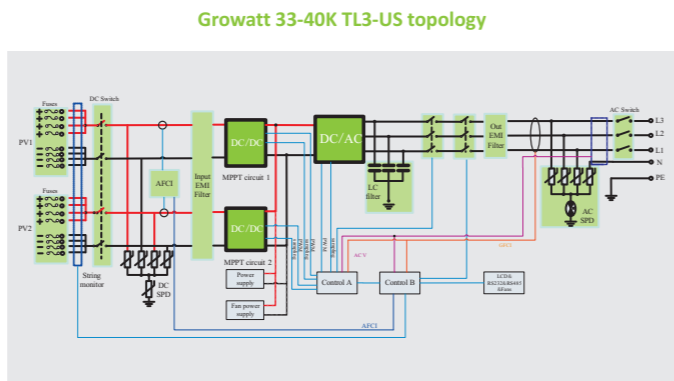 Growatt 33-40K TL3-US topology
Fuses
DC Switch
AC Switch
PV1
DC/DC
MPPT circuit 1
DC/AC
Out
EMI
Filter
L3
L2
L1
N
PE
AFCI
Input
EMI
Filter
LC
filter
Fuses
PV2
DC/DC
MPPT circuit 2
AC
SPD
String
monitor
DC
SPD
Power
supply
Fan power
supply
ACV
GFCI
Control A
Control B
LCD&
RS232&RS485
AFCI